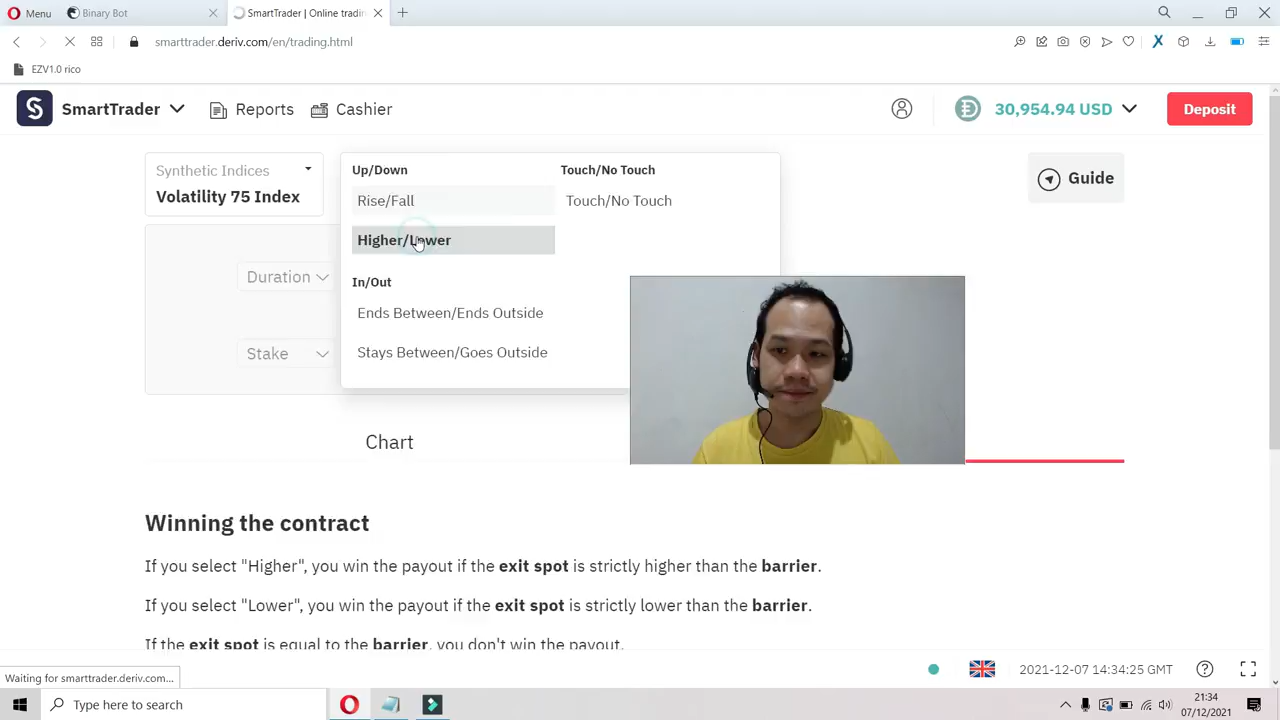 Menu
Binary Bot
SmartTrader | Online tradin
smarttrader.deriv.com/en/trading.html
EZV1.0 rico
SmartTrader
Reports
Cashier
30,954.94 USD
Deposit
Synthetic Indices
Volatility 75 Index
Up/Down
Touch/No Touch
Rise/Fall
Touch/No Touch
Higher/Lower
In/Out
Ends Between/Ends Outside
Stays Between/Goes Outside
Guide
Duration
Stake
Chart
Winning the contract
If you select "Higher", you win the payout if the exit spot is strictly higher than the barrier.
If you select "Lower", you win the payout if the exit spot is strictly lower than the barrier.
If the exit spot is equal to the barrier, you don't win the payout.
Waiting for smarttrader.deriv.com...
2021-12-07 14:34:25 GMT
Type here to search
21:34
07/12/2021